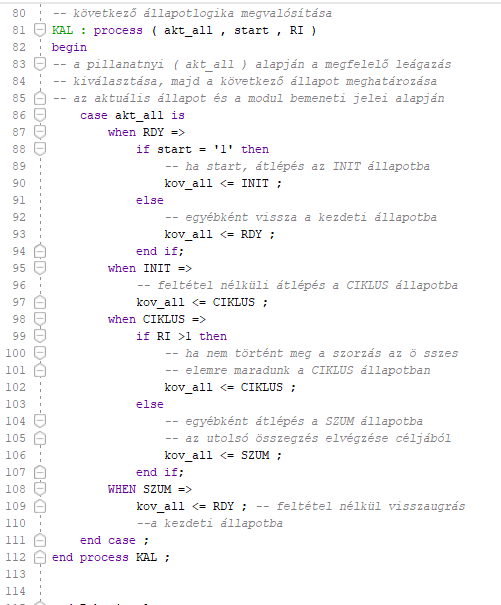 80 -- következő állapotlogika megvalósítása
81 KAL : process ( akt_all , start , RI )
82 begin
83 -- a pillanatnyi ( akt_all ) alapján a megfelelő leágazás
84 -- kiválasztása, majd a következő állapot meghatározása
85 -- az aktuális állapot és a modul bemeneti jelei alapján
86 case akt_all is
87 when RDY =>
88 if start = '1' then
89 -- ha start, átlépés az INIT állapotba
90 kov_all <= INIT ;
91 else
92 -- egyébként vissza a kezdeti állapotba
93 kov_all <= RDY ;
94 end if;
95 when INIT =>
96 -- feltétel nélküli átlépés a CIKLUS állapotba
97 kov_all <= CIKLUS ;
98 when CIKLUS =>
99 if RI >1 then
100 -- ha nem történt meg a szorzás az ö sszes
101 -- elemre maradunk a CIKLUS állapotban
102 kov_all <= CIKLUS ;
103 else
104 -- egyébként átlépés a SZUM állapotba
105 -- az utolsó összegzés elvégzése céljából
106 kov_all <= SZUM ;
107 end if;
108 WHEN SZUM =>
109 kov_all <= RDY ; -- feltétel nélkül visszaugrás
110 --a kezdeti állapotba
111 end case ;
112 end process KAL ;
113
114